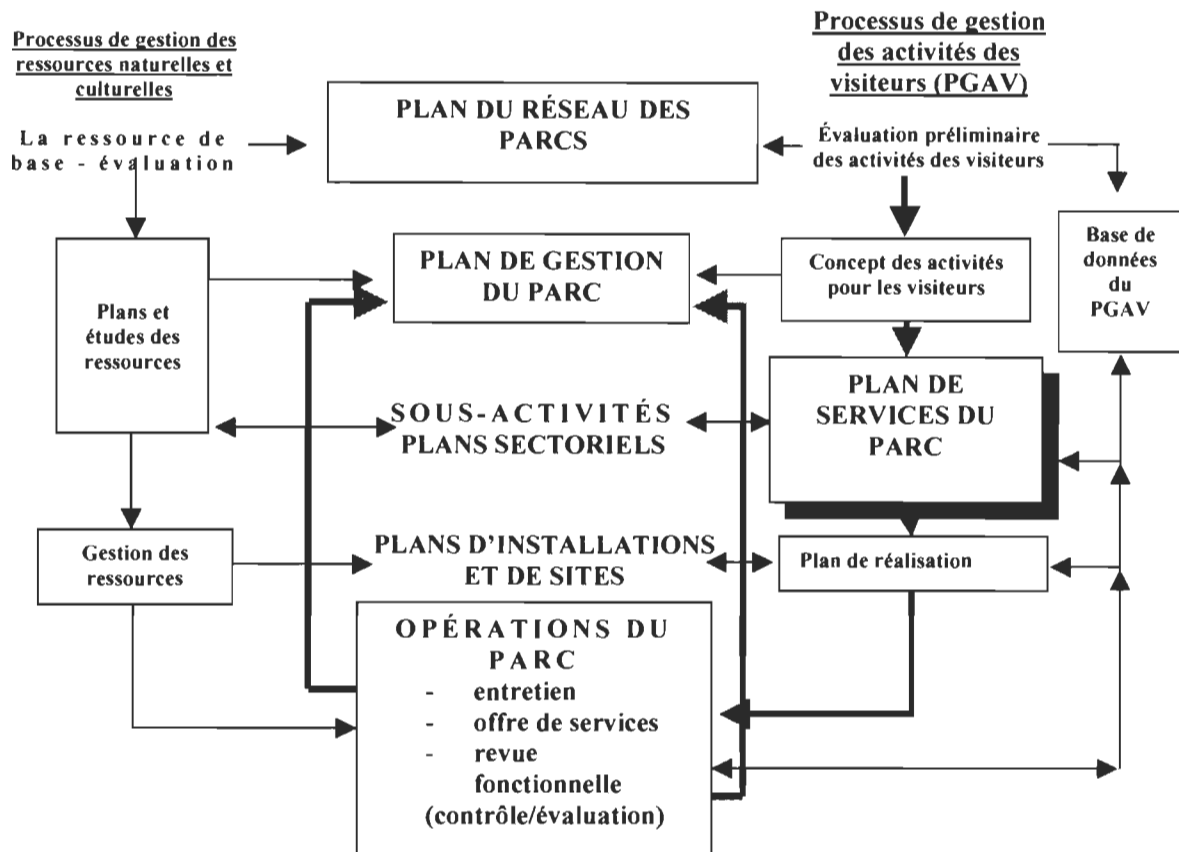 Processus de gestion des
ressources naturelles et
culturelles
Processus de gestion
des activités des
visiteurs (PGAV)
PLAN DU RÉSEAU DES
PARCS
La ressource de
base - évaluation
Évaluation préliminaire
des activités des visiteurs
Plans et
études des
ressources
PLAN DE GESTION
DU PARC
Concept des activités
pour les visiteurs
Base de
données
du
PGAV
SOUS-ACTIVITÉS
PLANS SECTORIELS
PLAN DE
SERVICES DU
PARC
Gestion des
ressources
PLANS D'INSTALLATIONS
ET DE SITES
Plan de réalisation
OPÉRATIONS DU
PARC
- entretien
- offre de services
- revue
fonctionnelle
(contrôle/évaluation)